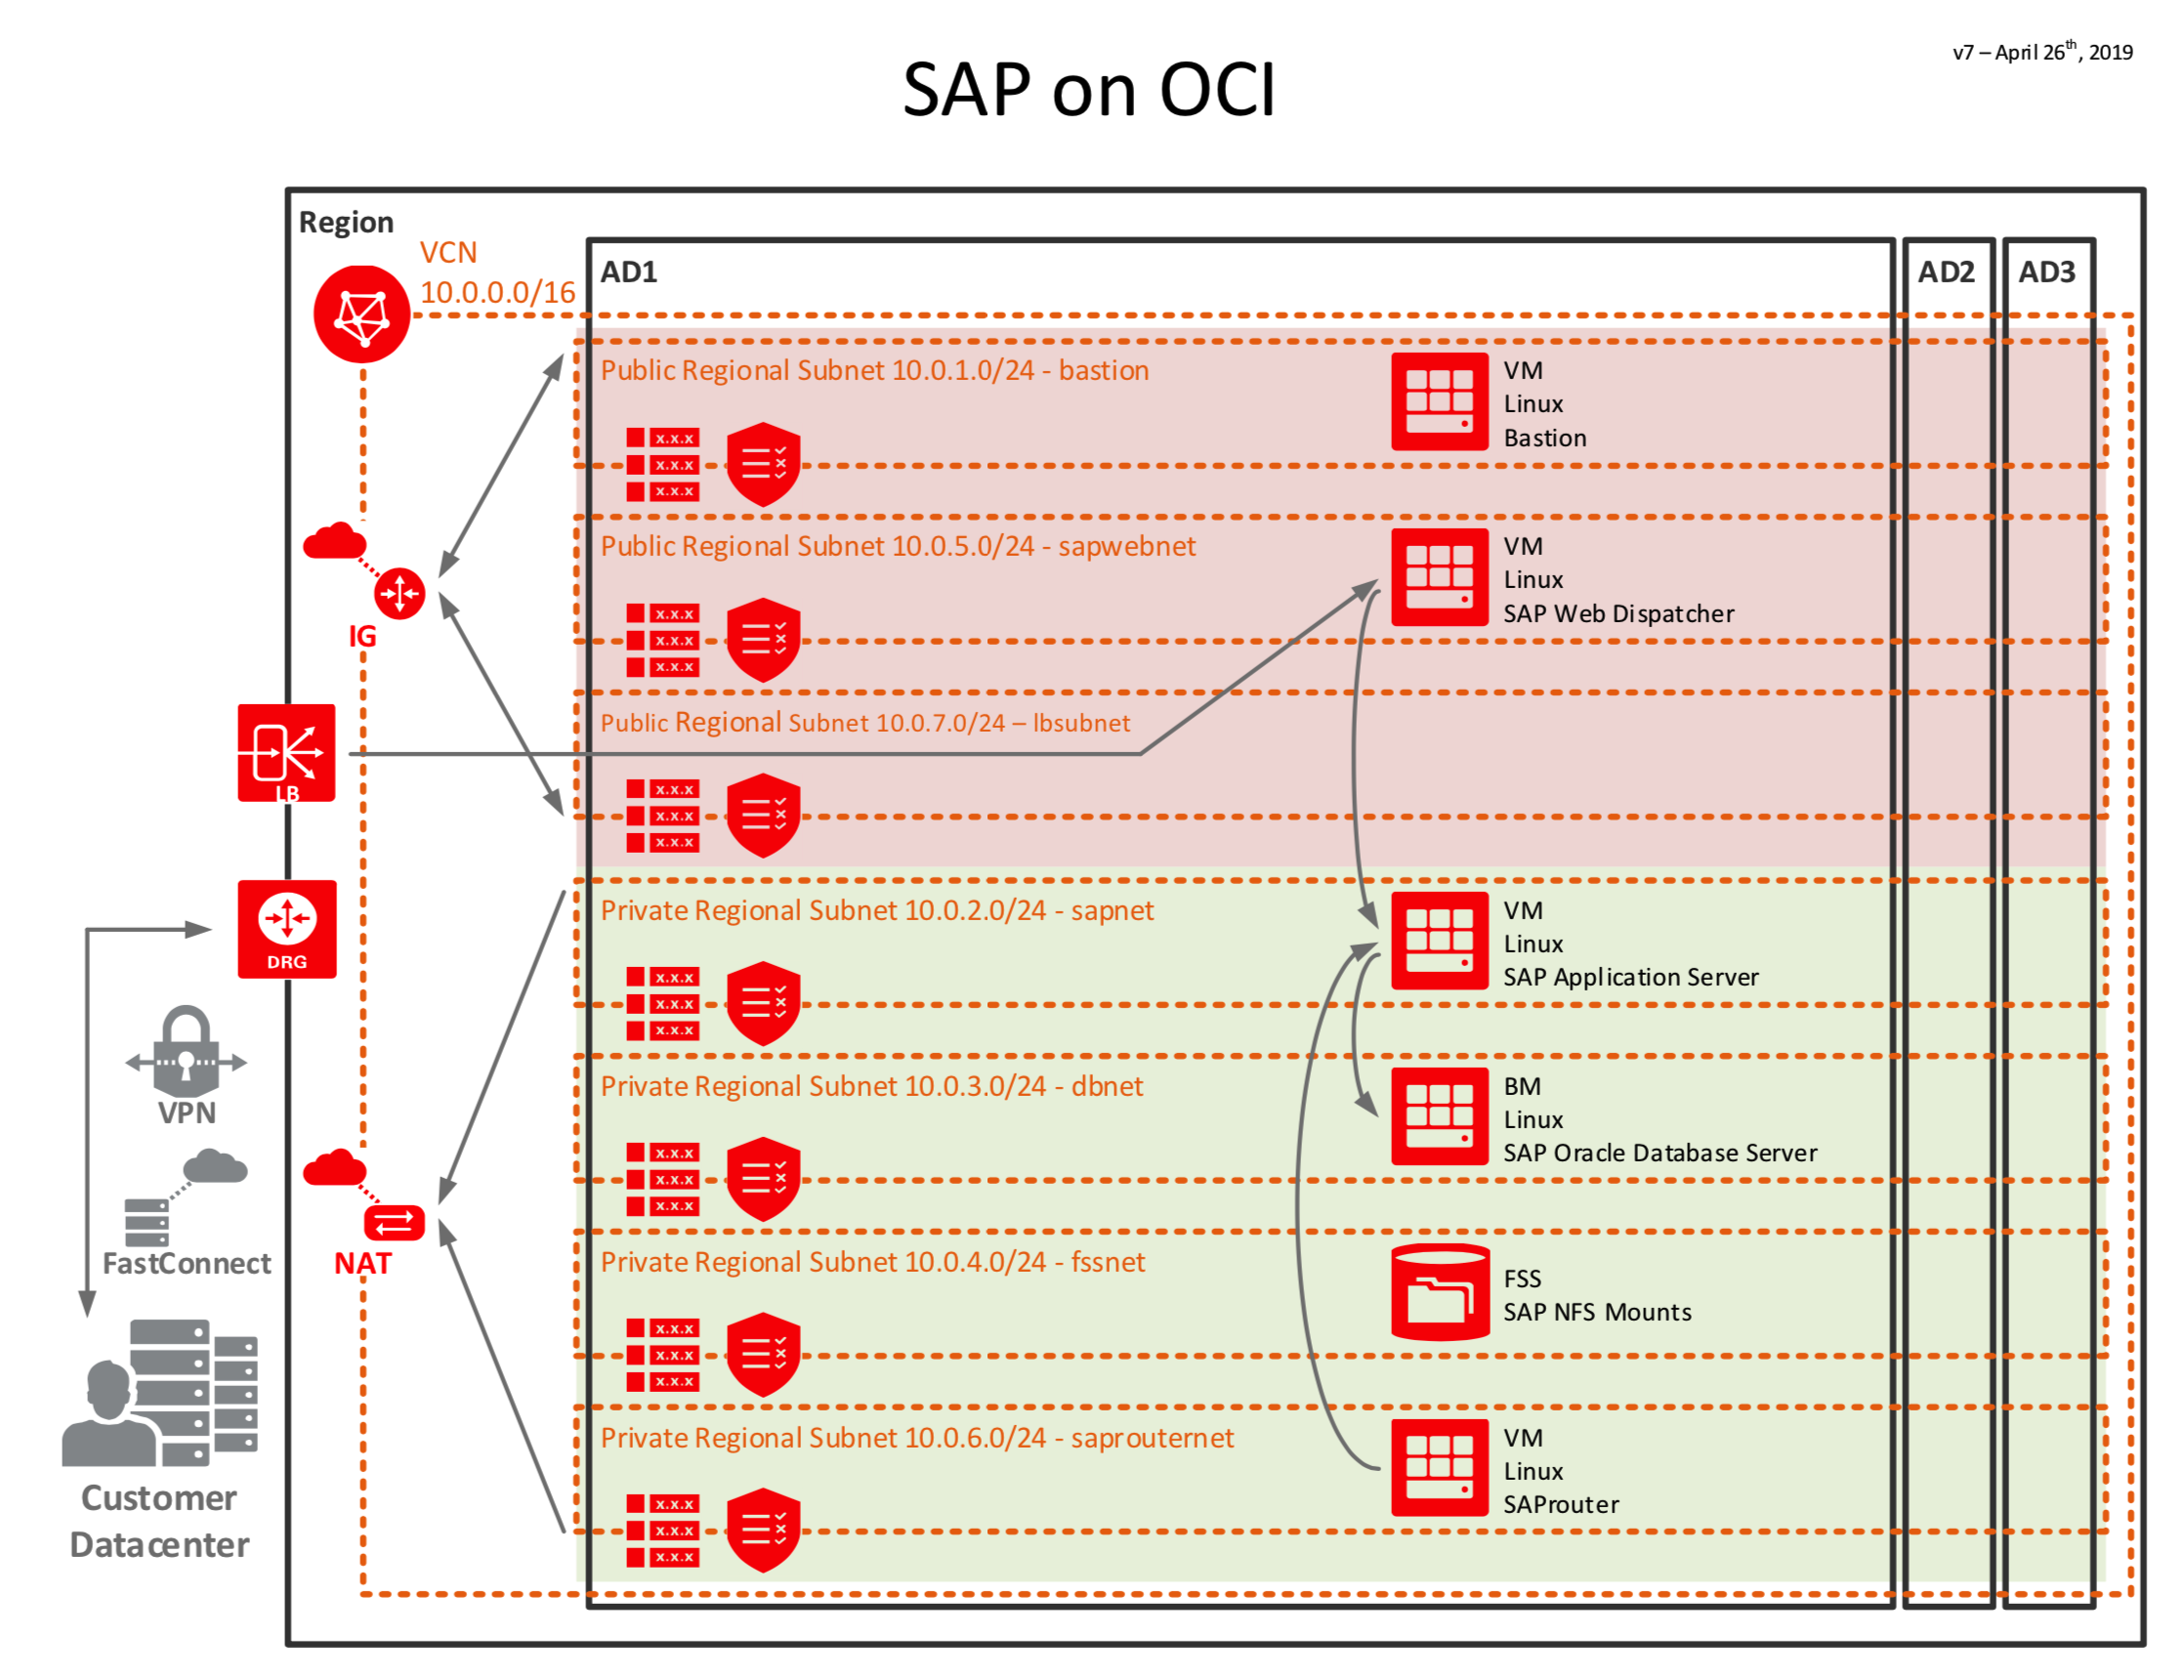 v7 – April 26th, 2019
SAP on OCI
Region
VCN
10.0.0.0/16
AD1
AD2
AD3
Public Regional Subnet 10.0.1.0/24 - bastion
VM
Linux
Bastion
x.x.x
x.x.x
x.x.x
Public Regional Subnet 10.0.5.0/24 - sapwebnet
VM
Linux
SAP Web Dispatcher
x.x.x
x.x.x
x.x.x
IG
Public Regional Subnet 10.0.7.0/24 – lbsubnet
LB
x.x.x
x.x.x
x.x.x
Private Regional Subnet 10.0.2.0/24 - sapnet
VM
Linux
SAP Application Server
DRG
x.x.x
x.x.x
x.x.x
Private Regional Subnet 10.0.3.0/24 - dbnet
BM
Linux
SAP Oracle Database Server
VPN
x.x.x
x.x.x
x.x.x
FastConnect
NAT
Private Regional Subnet 10.0.4.0/24 - fssnet
FSS
SAP NFS Mounts
x.x.x
x.x.x
x.x.x
Private Regional Subnet 10.0.6.0/24 - saprouternet
VM
Linux
SAProuter
x.x.x
x.x.x
x.x.x
Customer
Datacenter